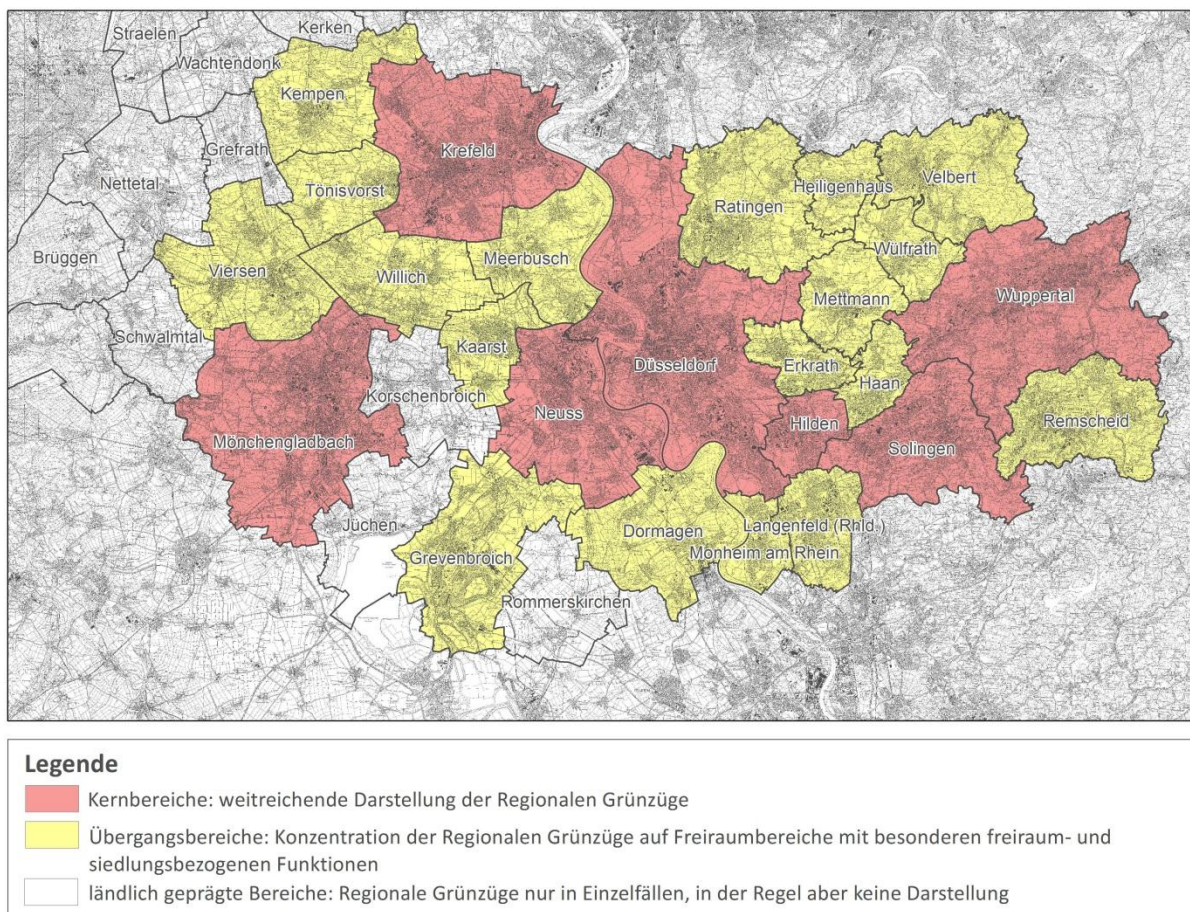 Straelen
Kerken
Wachtendonk
Kempen
Krefeld
Grefrath
Nettetal
Tönisvorst
Ratingen
Heiligenhaus
Velbert
Brüggen
Viersen
Willich
Meerbusch
Wülfrath
Mettmann
Wuppertal
Schwalmtal
Kaarst
Düsseldorf
Erkrath
Haan
Korschenbroich
Neuss
Hilden
Remscheid
Mönchengladbach
Solingen
Jüchen
Dormagen
Langenfeld (Rhld.)
Grevenbroich
Monheim am Rhein
Rommerskirchen
Legende
Kernbereiche: weitreichende Darstellung der Regionalen Grünzüge
Übergangsbereiche: Konzentration der Regionalen Grünzüge auf Freiraumbereiche mit besonderen freiraum- und
siedlungsbezogenen Funktionen
ländlich geprägte Bereiche: Regionale Grünzüge nur in Einzelfällen, in der Regel aber keine Darstellung